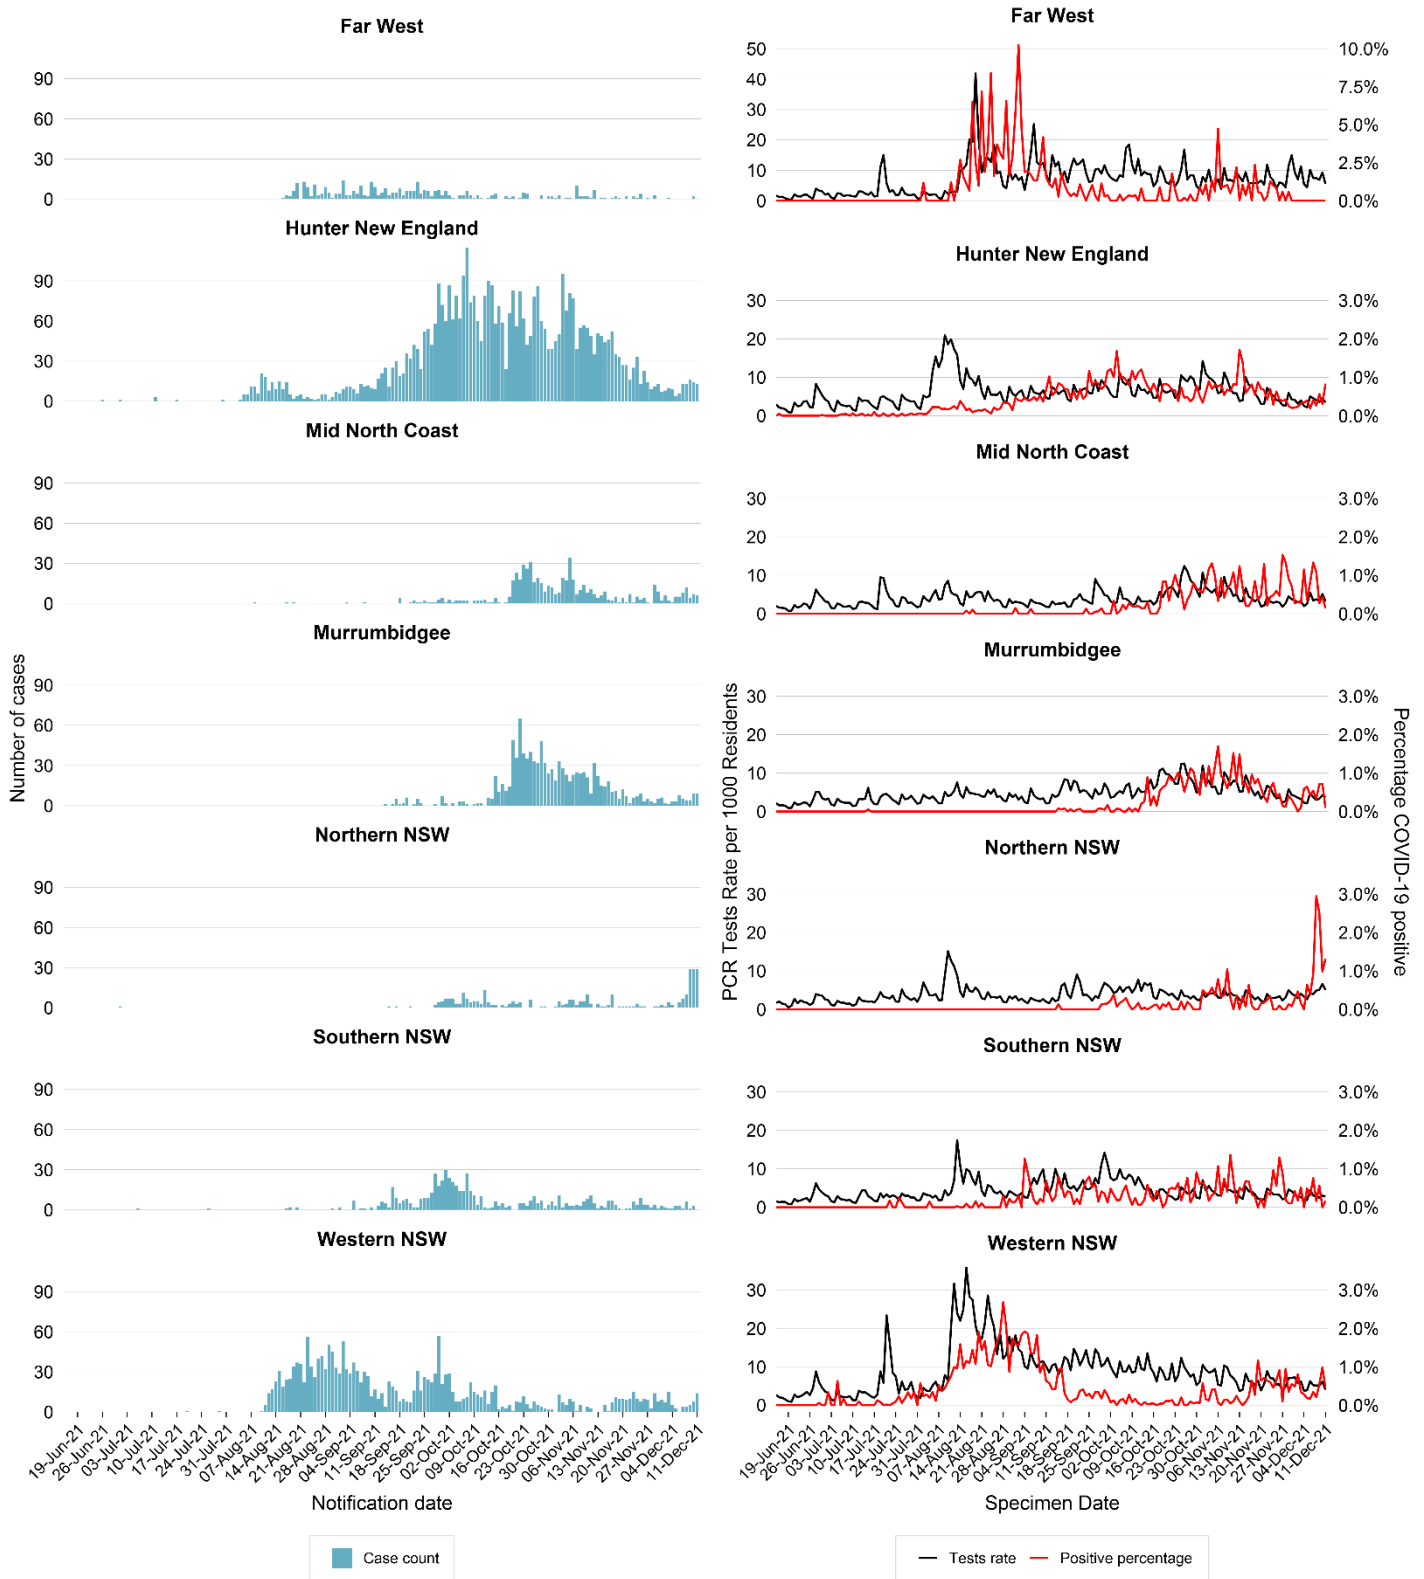 Far West
90
60
30
0
Hunter New England
90
60
30
0
Mid North Coast
90
60
30
0
Murrumbidgee
90
60
30
0
Northern NSW
90
60
30
0
Southern NSW
90
60
30
0
Western NSW
90
60
30
0
Number of cases
19-Jun-21
26-Jun-21
03-Jul-21
10-Jul-21
17-Jul-21
24-Jul-21
31-Jul-21
07-Aug-21
14-Aug-21
21-Aug-21
28-Aug-21
04-Sep-21
11-Sep-21
18-Sep-21
25-Sep-21
02-Oct-21
09-Oct-21
16-Oct-21
23-Oct-21
30-Oct-21
06-Nov-21
13-Nov-21
20-Nov-21
27-Nov-21
04-Dec-21
11-Dec-21
Notification date
Case count
Far West
50 10.0%
40 7.5%
30
20 5.0%
10 2.5%
0 0.0%
Hunter New England
30 3.0%
20 2.0%
10 1.0%
0 0.0%
Mid North Coast
30 3.0%
20 2.0%
10 1.0%
0 0.0%
Murrumbidgee
30 3.0%
20 2.0%
10 1.0%
0 0.0%
Northern NSW
30 3.0%
20 2.0%
10 1.0%
0 0.0%
Southern NSW
30 3.0%
20 2.0%
10 1.0%
0 0.0%
Western NSW
30 3.0%
20 2.0%
10 1.0%
0 0.0%
PCR Tests Rate per 1000 Residents
Percentage COVID-19 positive
19-Jun-21
26-Jun-21
03-Jul-21
10-Jul-21
17-Jul-21
24-Jul-21
31-Jul-21
07-Aug-21
14-Aug-21
21-Aug-21
28-Aug-21
04-Sep-21
11-Sep-21
18-Sep-21
25-Sep-21
02-Oct-21
09-Oct-21
16-Oct-21
23-Oct-21
30-Oct-21
06-Nov-21
13-Nov-21
20-Nov-21
27-Nov-21
04-Dec-21
11-Dec-21
Specimen Date
Tests rate Positive percentage